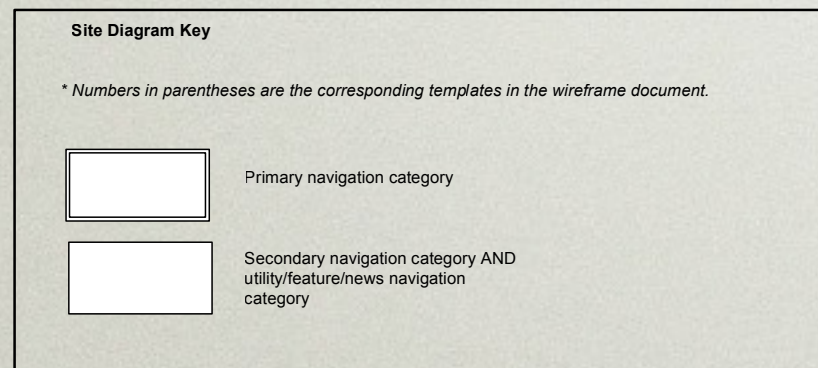 Site Diagram Key
* Numbers in parentheses are the corresponding templates in the wireframe document.
Primary navigation category
Secondary navigation category AND
utility/feature/news navigation
category